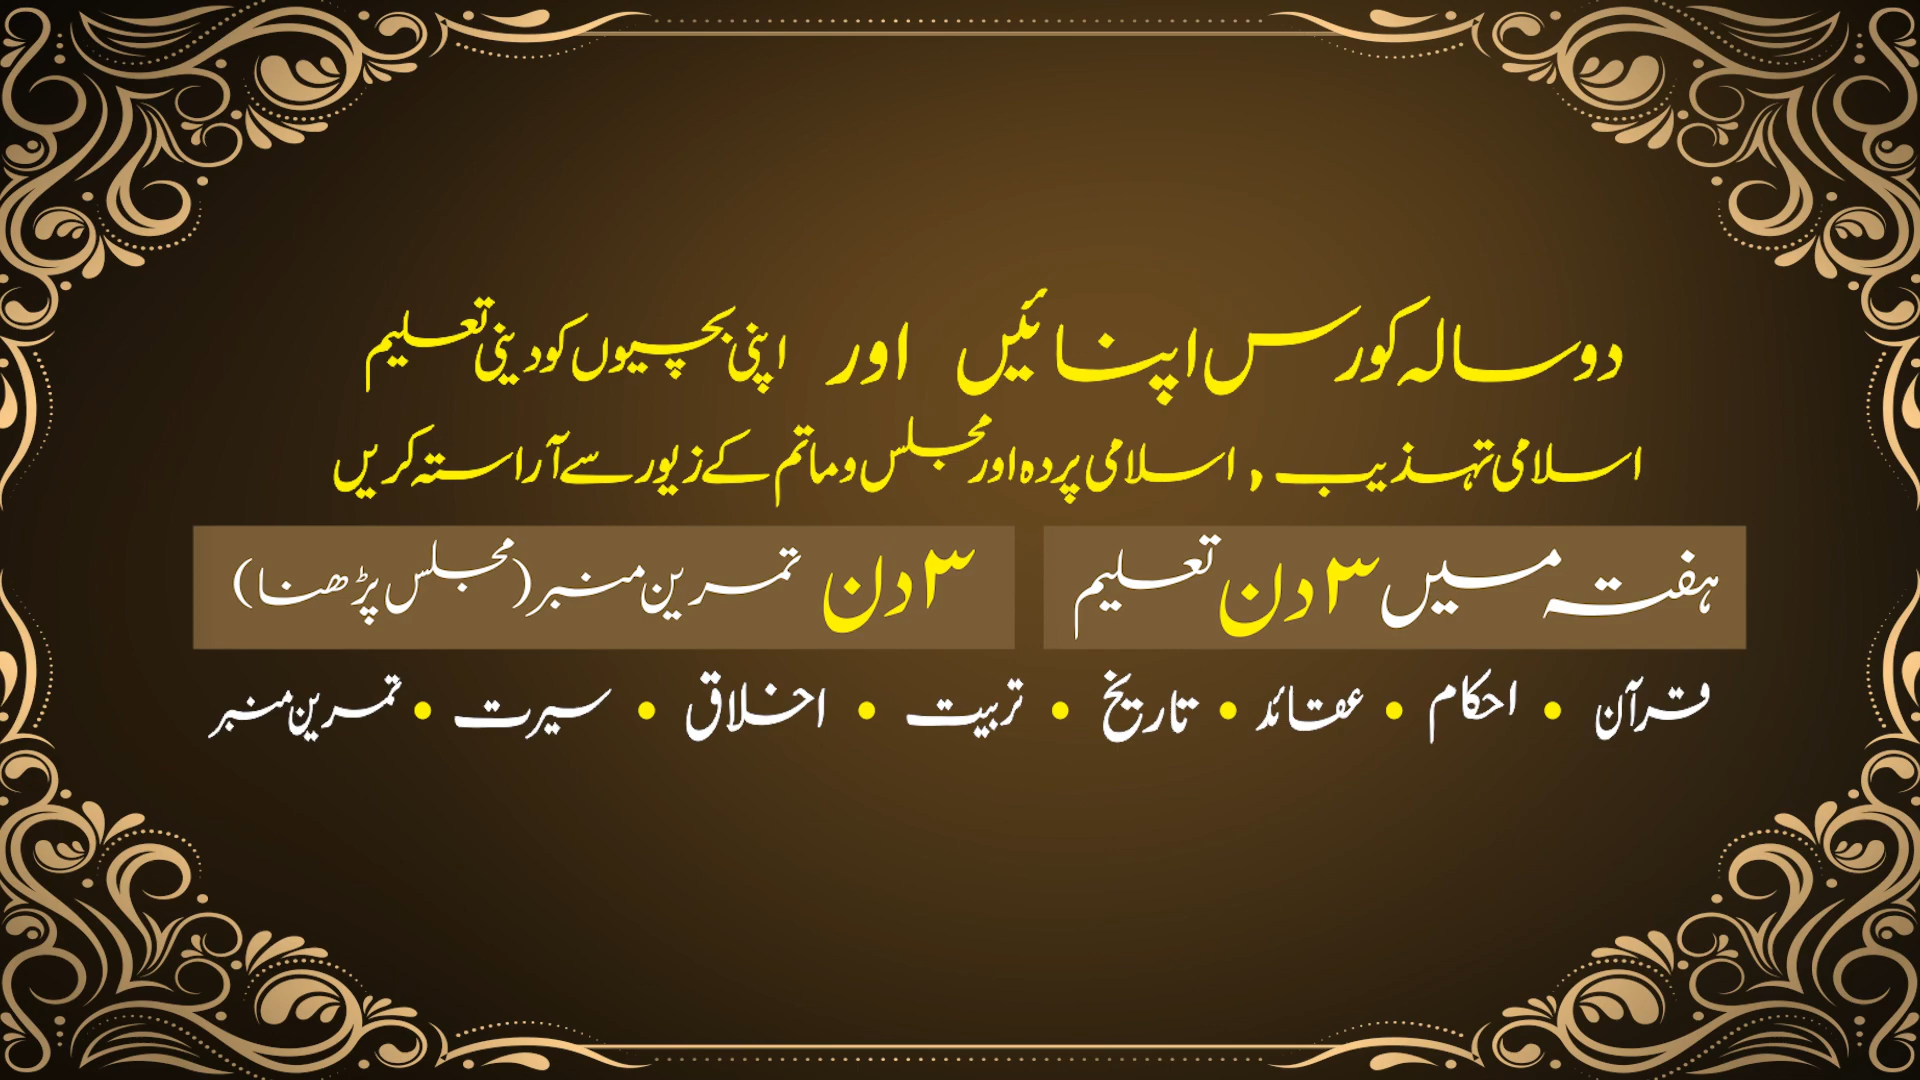 دو سالہ کورس اپنائیں اور اپنی بچیوں کو دینی تعلیم
اسلامی تہذیب , اسلامی پردہ اور مجلس و ماتم کے زیور سے آراستہ کریں
ہفتہ میں ۳ دن تعلیم
۳ دن تمرین منبر (مجلس پڑھنا)
قرآن • احکام • عقائد • تاریخ • تربیت • اخلاق • سیرت • تمرین منبر